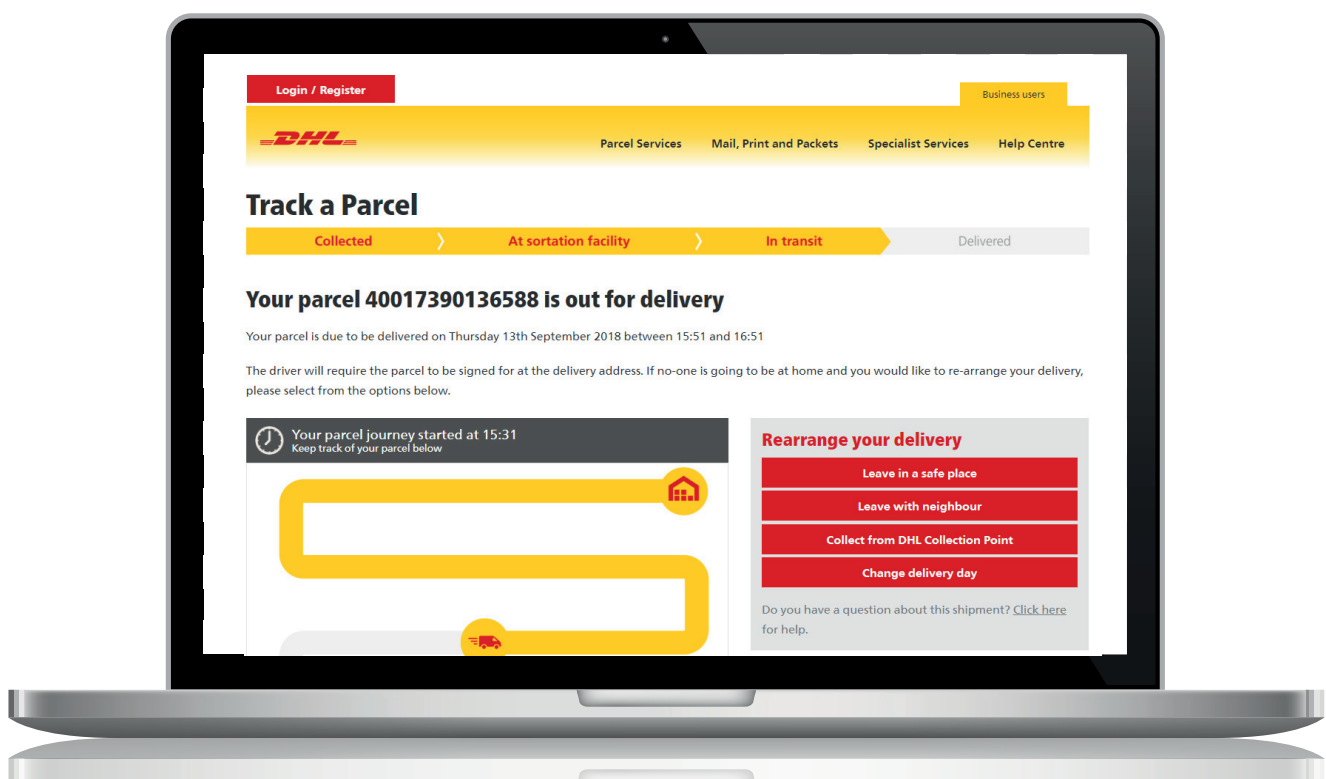 Login / Register
Business users
DHL
Parcel Services Mail, Print and Packets Specialist Services Help Centre
Track a Parcel
Collected At sortation facility In transit Delivered
Your parcel 40017390136588 is out for delivery
Your parcel is due to be delivered on Thursday 13th September 2018 between 15:51 and 16:51
The driver will require the parcel to be signed for at the delivery address. If no-one is going to be at home and you would like to re-arrange your delivery,
please select from the options below.
Your parcel journey started at 15:31
Keep track of your parcel below
Rearrange your delivery
Leave in a safe place
Leave with neighbour
Collect from DHL Collection Point
Change delivery day
Do you have a question about this shipment? Click here
for help.